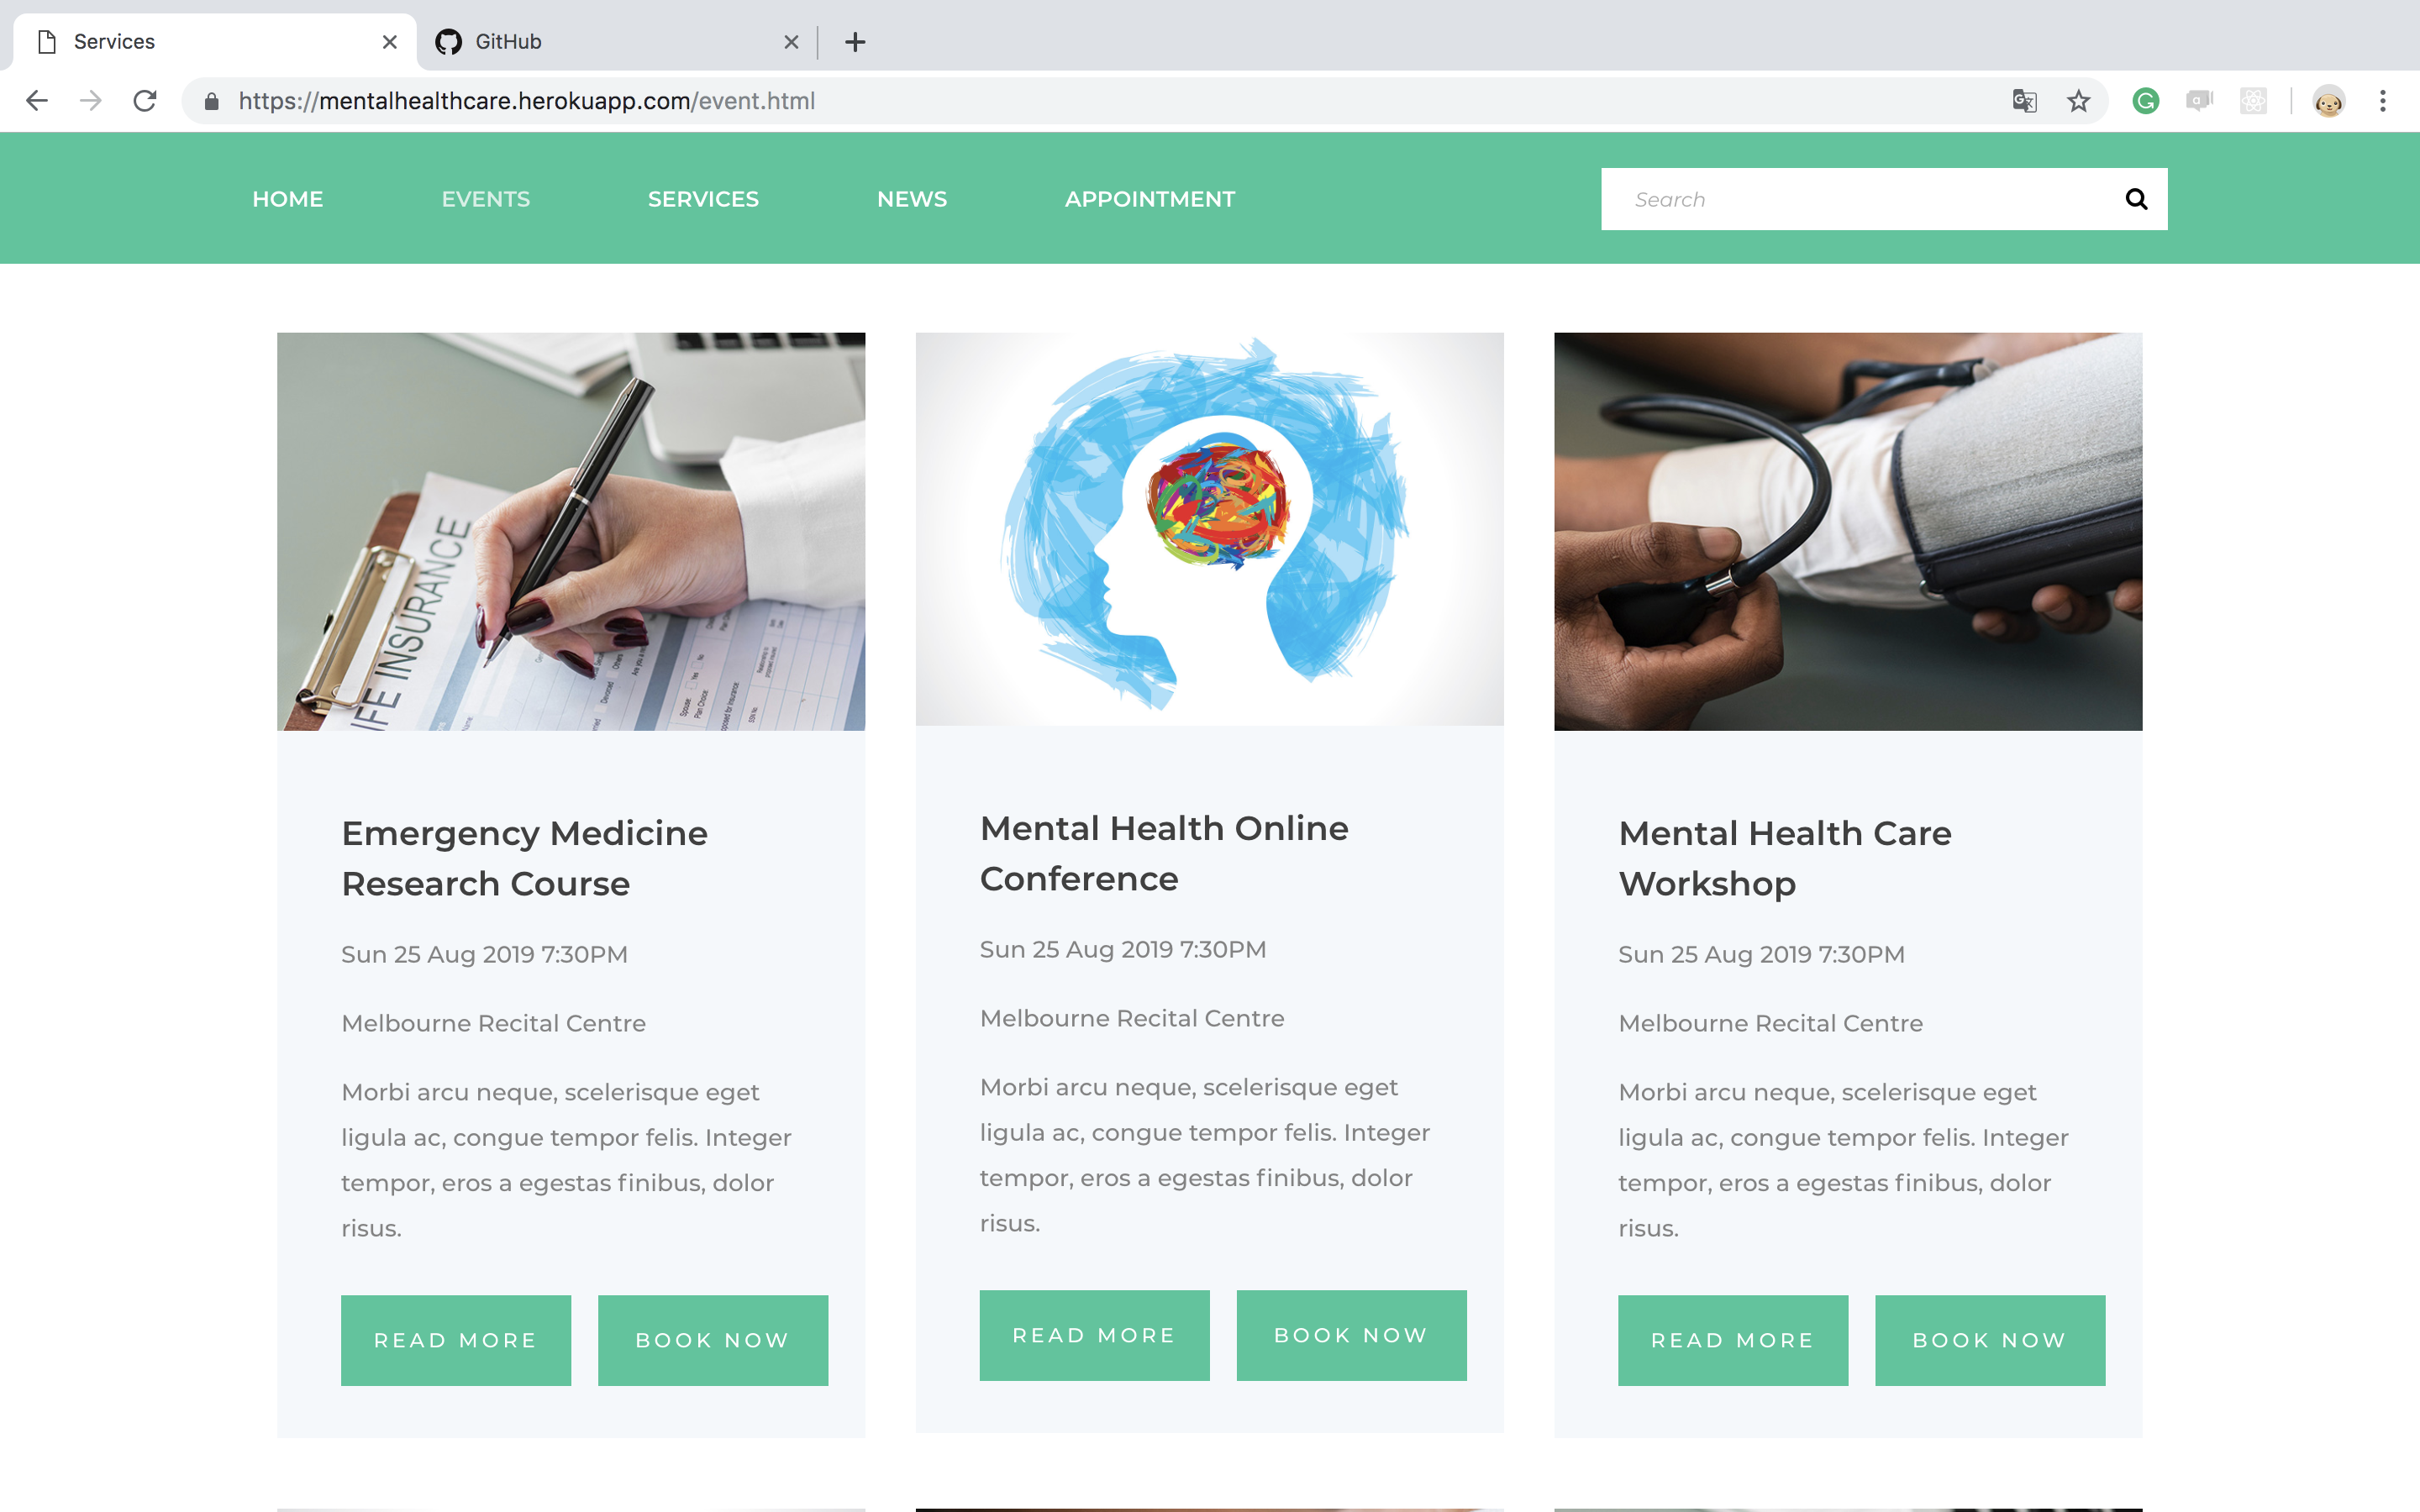 Services
GitHub
https://mentalhealthcare.herokuapp.com/event.html
HOME
EVENTS
SERVICES
NEWS
APPOINTMENT
Search
INSURANCE
Emergency Medicine
Research Course
Sun 25 Aug 2019 7:30PM
Melbourne Recital Centre
Morbi arcu neque, scelerisque eget
ligula ac, congue tempor felis. Integer
tempor, eros a egestas finibus, dolor
risus.
READ MORE
BOOK NOW
Mental Health Online
Conference
Sun 25 Aug 2019 7:30PM
Melbourne Recital Centre
Morbi arcu neque, scelerisque eget
ligula ac, congue tempor felis. Integer
tempor, eros a egestas finibus, dolor
risus.
READ MORE
BOOK NOW
Mental Health Care
Workshop
Sun 25 Aug 2019 7:30PM
Melbourne Recital Centre
Morbi arcu neque, scelerisque eget
ligula ac, congue tempor felis. Integer
tempor, eros a egestas finibus, dolor
risus.
READ MORE
BOOK NOW